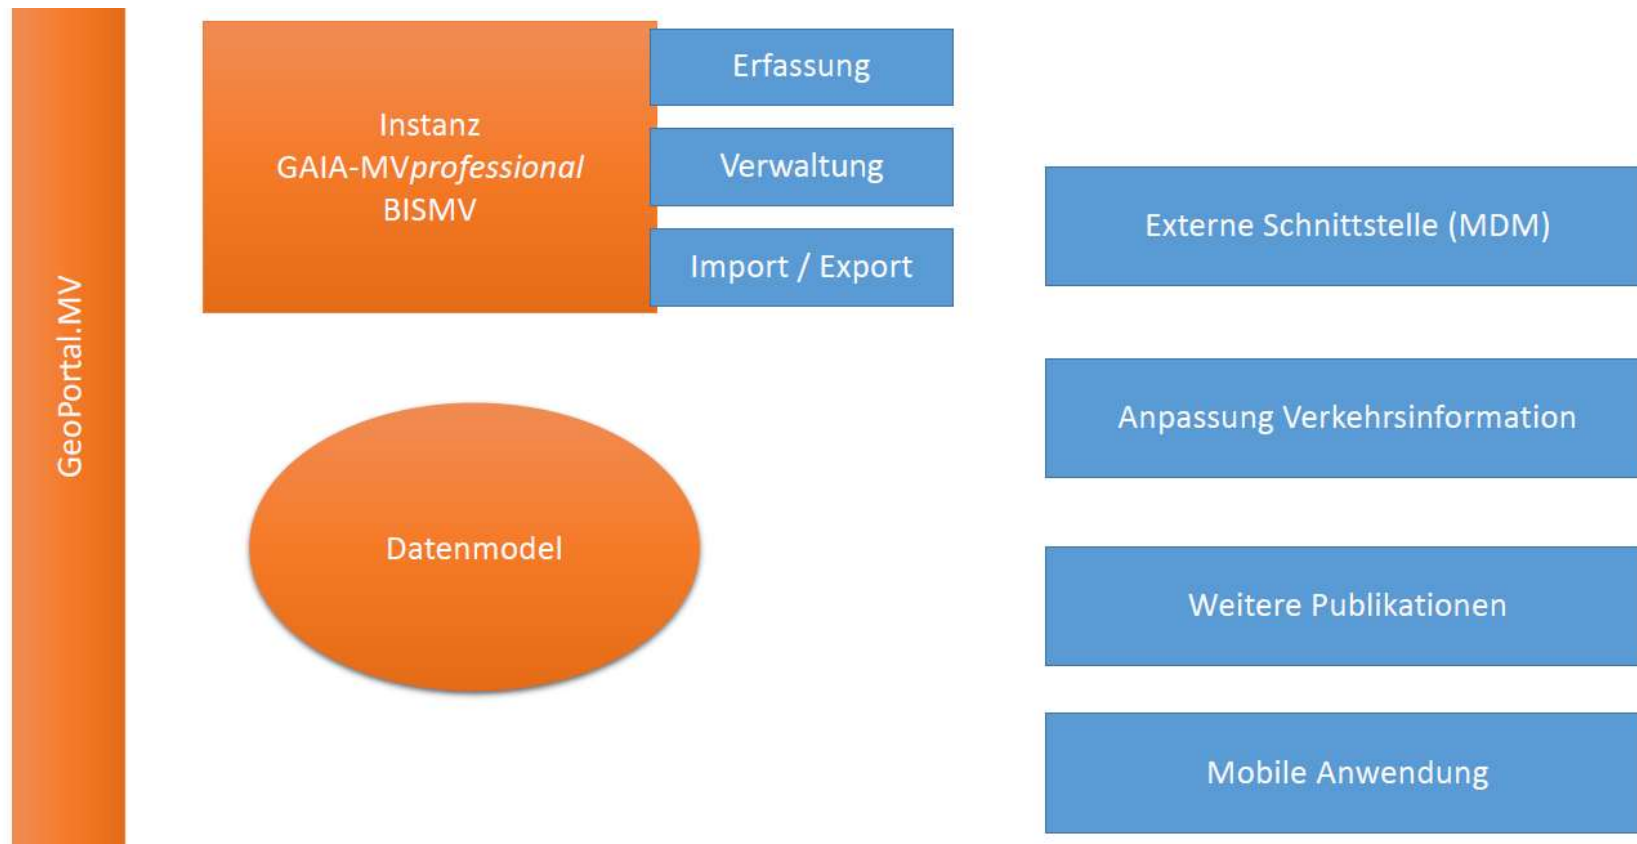 GeoPortal.MV
Instanz
GAIA-MVprofessional
BISMV
Erfassung
Verwaltung
Import / Export
Datenmodel
Externe Schnittstelle (MDM)
Anpassung Verkehrsinformation
Weitere Publikationen
Mobile Anwendung